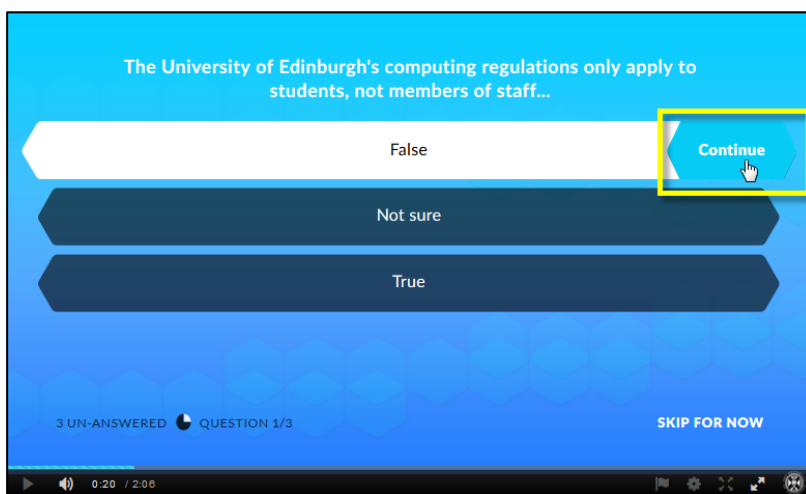 The University of Edinburgh's computing regulations only apply to
students, not members of staff...
False
Continue
Not sure
True
3 UN-ANSWERED QUESTION 1/3
SKIP FOR NOW
0:20 / 2:06